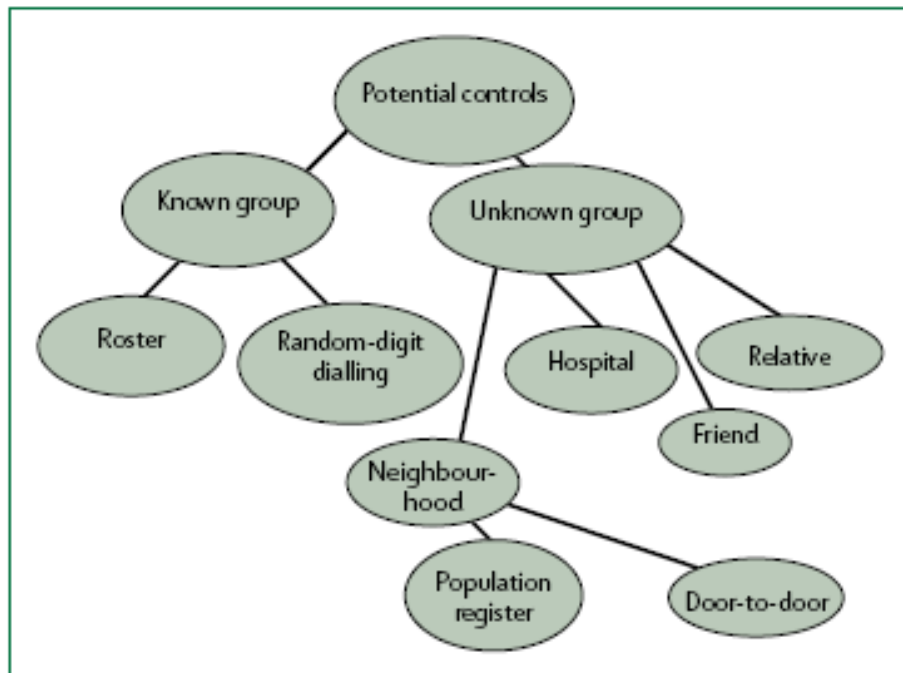 Potential controls
Known group
Unknown group
Roster
Random-digit
dialling
Hospital
Relative
Friend
Neighbour-
hood
Population
register
Door-to-door